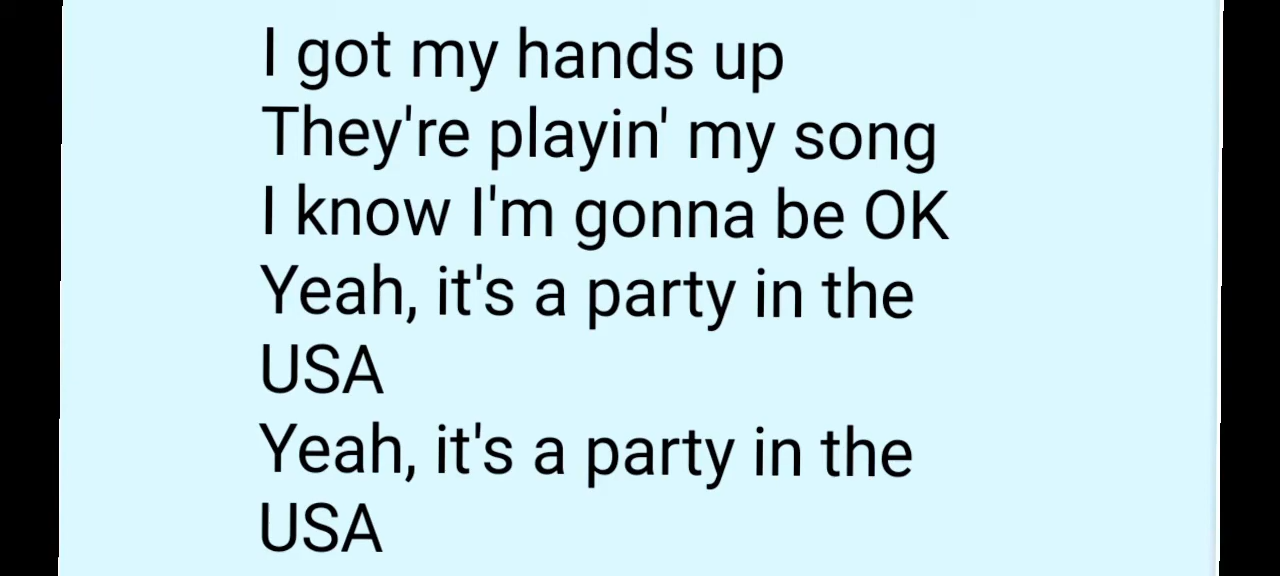 I got my hands up
They're playin' my song
I know I'm gonna be OK
Yeah, it's a party in the
USA
Yeah, it's a party in the
USA